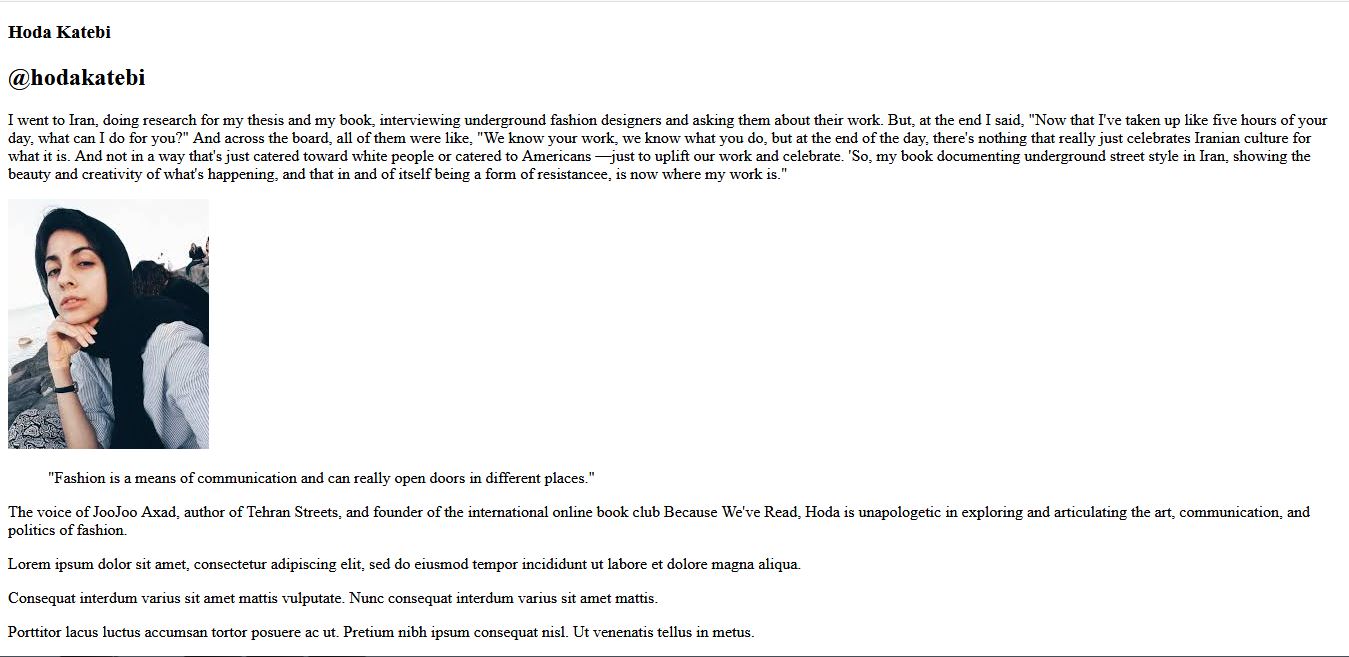 Hoda Katebi
@hodakatebi
I went to Iran, doing research for my thesis and my book, interviewing underground fashion designers and asking them about their work. But, at the end I said, "Now that I've taken up like five hours of your
day, what can I do for you?" And across the board, all of them were like, "We know your work, we know what you do, but at the end of the day, there's nothing that really just celebrates Iranian culture for
what it is. And not in a way that's just catered toward white people or catered to Americans —just to uplift our work and celebrate. 'So, my book documenting underground street style in Iran, showing the
beauty and creativity of what's happening, and that in and of itself being a form of resistancee, is now where my work is."
"Fashion is a means of communication and can really open doors in different places."
The voice of JooJoo Axad, author of Tehran Streets, and founder of the international online book club Because We've Read, Hoda is unapologetic in exploring and articulating the art, communication, and
politics of fashion.
Lorem ipsum dolor sit amet, consectetur adipiscing elit, sed do eiusmod tempor incididunt ut labore et dolore magna aliqua.
Consequat interdum varius sit amet mattis vulputate. Nunc consequat interdum varius sit amet mattis.
Porttitor lacus luctus accumsan tortor posuere ac ut. Pretium nibh ipsum consequat nisl. Ut venenatis tellus in metus.